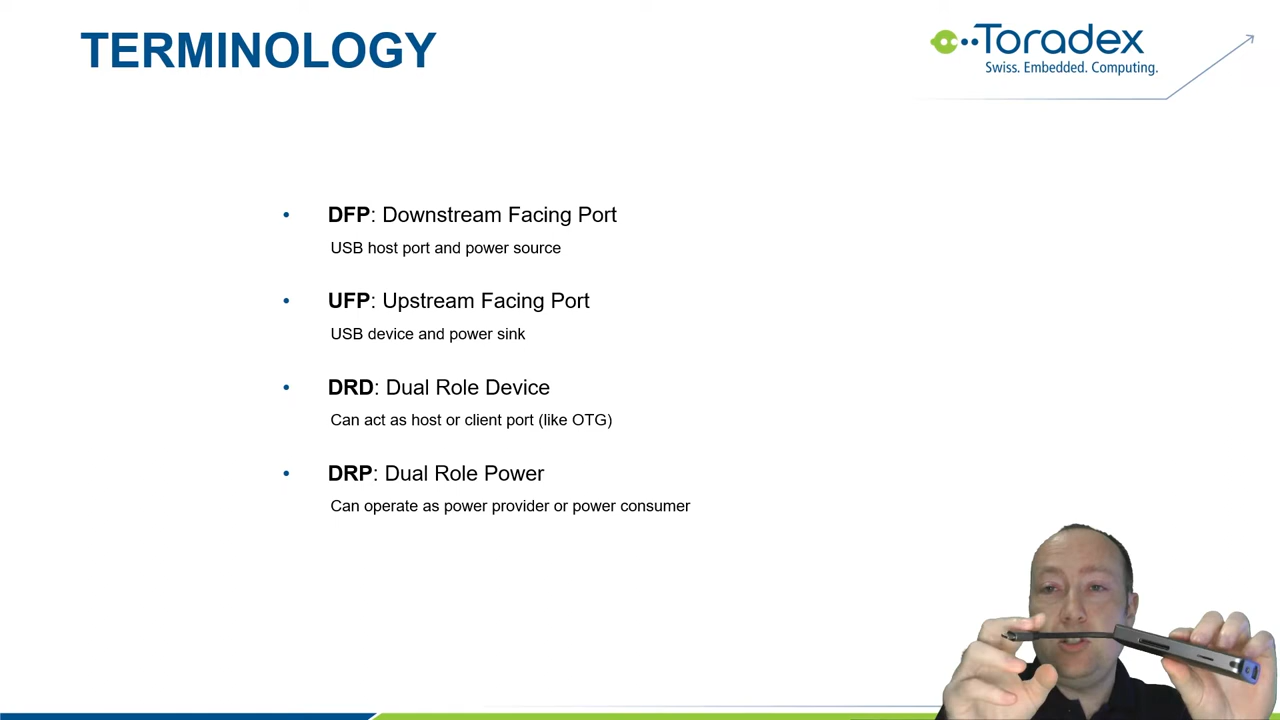 TERMINOLOGY
Toradex
Swiss. Embedded. Computing.
• DFP: Downstream Facing Port
USB host port and power source
• UFP: Upstream Facing Port
USB device and power sink
• DRD: Dual Role Device
Can act as host or client port (like OTG)
• DRP: Dual Role Power
Can operate as power provider or power consumer